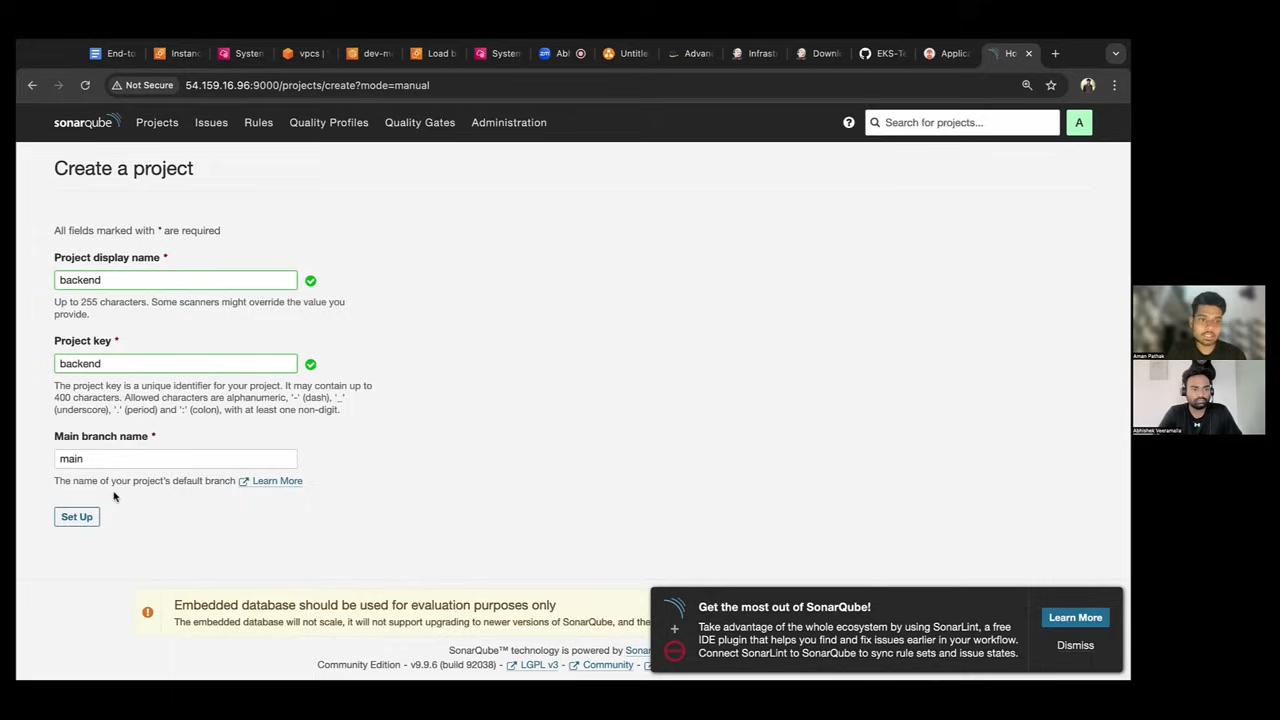 End-to
Instanc
System
vpcs |
dev-m
Load b
System
Abl
Untitle
Advan
Infrast
Downl
EKS-Te
Applica
Ho
Not Secure
54.159.16.96:9000/projects/create?mode=manual
sonarqube
Projects
Issues
Rules
Quality Profiles
Quality Gates
Administration
?
Search for projects...
A
Create a project
All fields marked with * are required
Project display name *
backend
Up to 255 characters. Some scanners might override the value you
provide.
Project key *
backend
The project key is a unique identifier for your project. It may contain up to
400 characters. Allowed characters are alphanumeric, '-' (dash), '_'
(underscore), '.' (period) and ':' (colon), with at least one non-digit.
Main branch name *
main
The name of your project's default branch Learn More
Set Up
Embedded database should be used for evaluation purposes only
The embedded database will not scale, it will not support upgrading to newer versions of SonarQube, and the
SonarQube™ technology is powered by Sonar
Community Edition - v9.9.6 (build 92038) - LGPL v3 - Community -
Get the most out of SonarQube!
Take advantage of the whole ecosystem by using SonarLint, a free
IDE plugin that helps you find and fix issues earlier in your workflow.
Connect SonarLint to SonarQube to sync rule sets and issue states.
Learn More
Dismiss
Aman Pathak
Abhishek Veeramalla